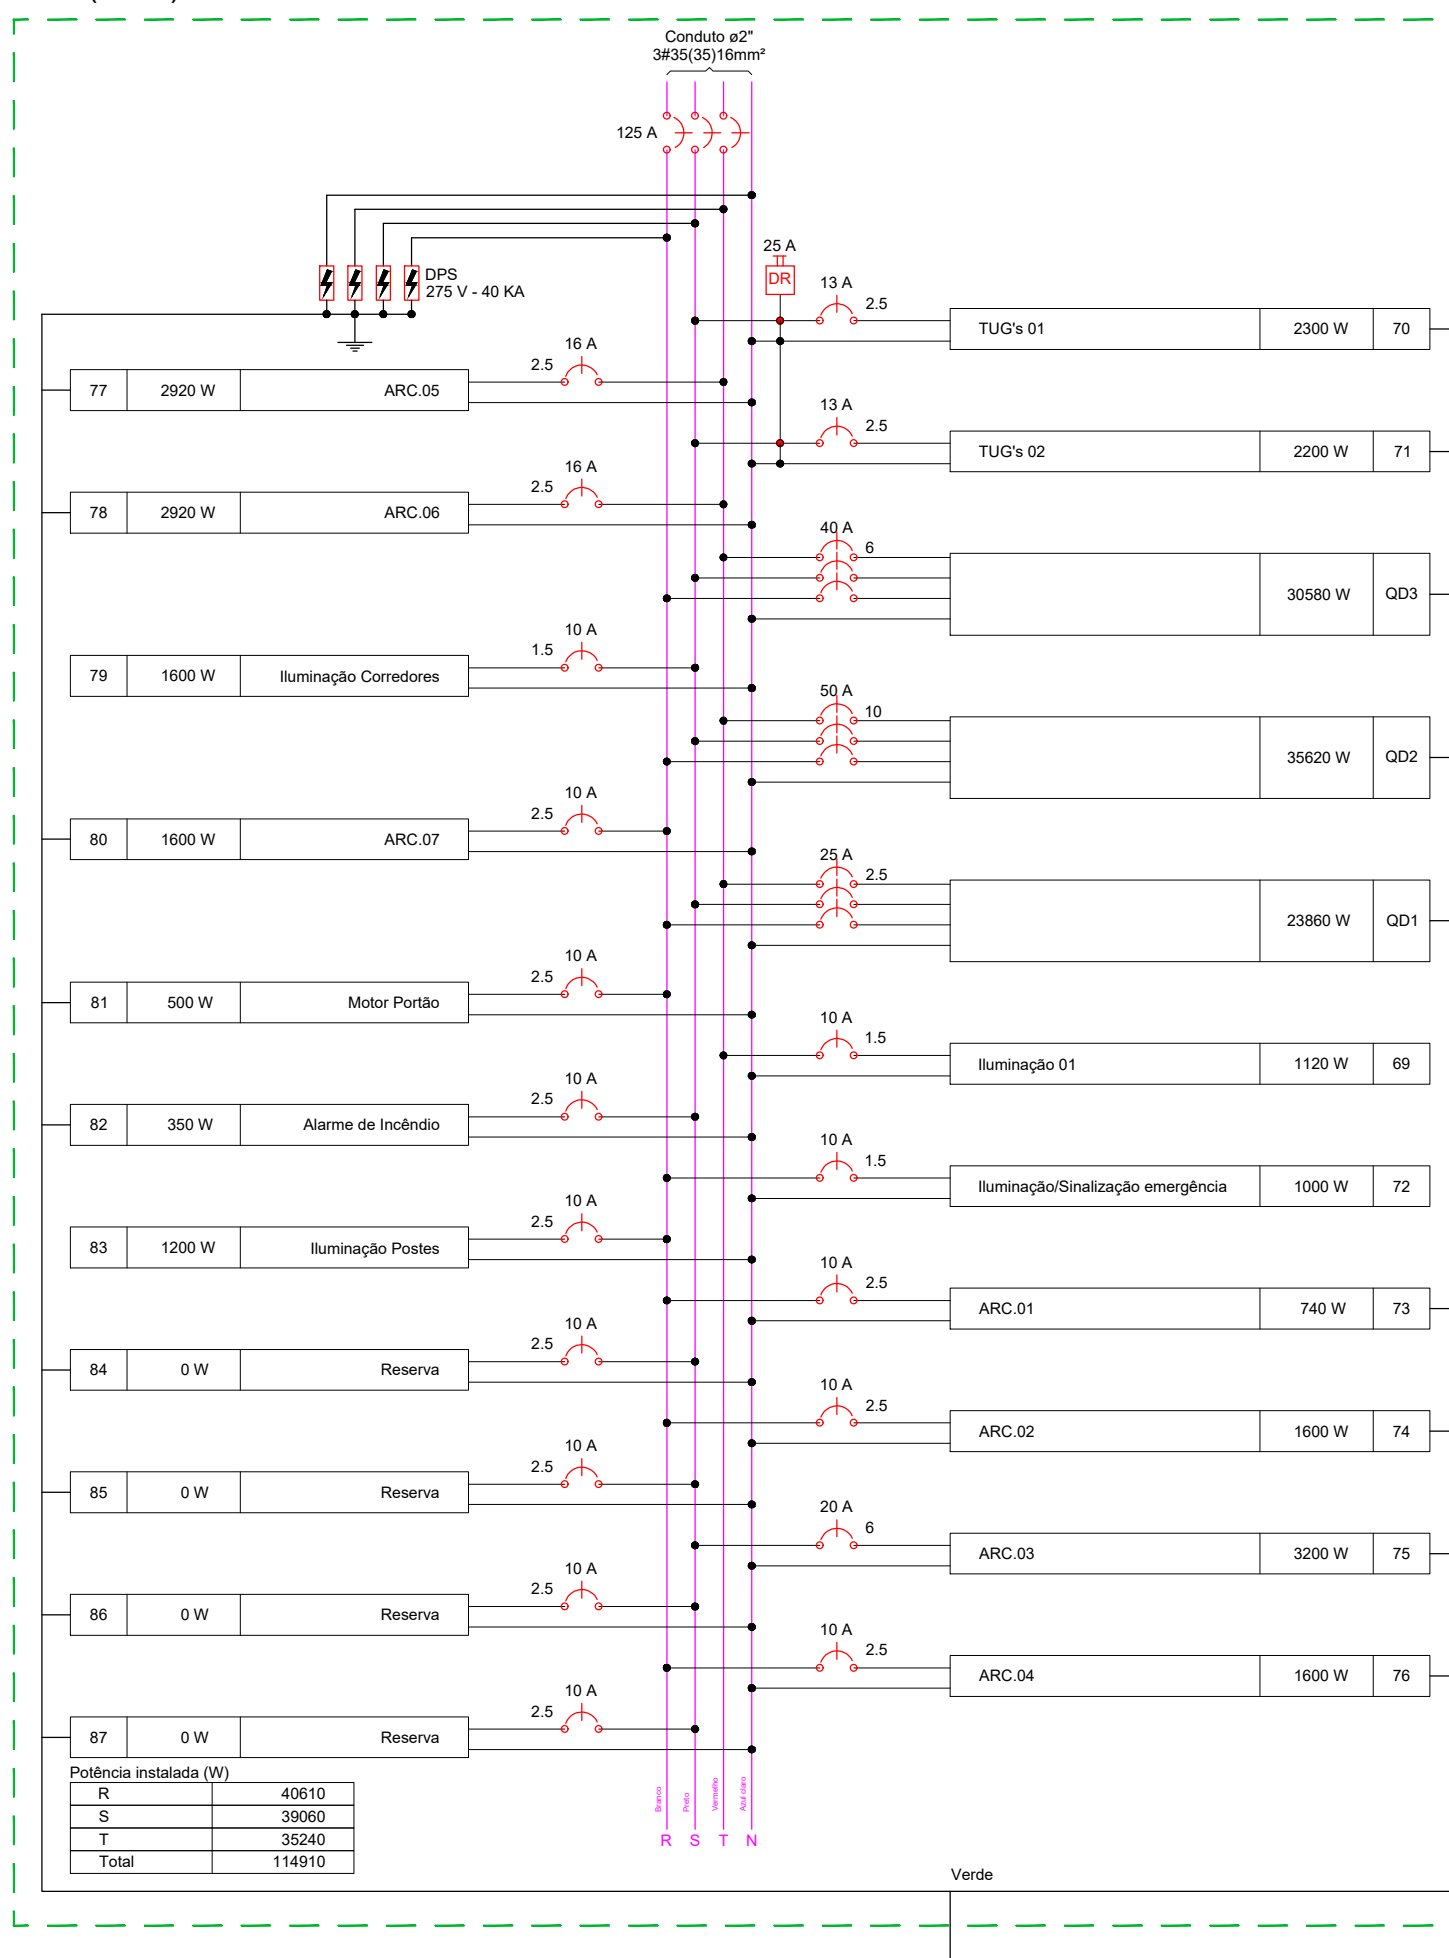 Conduto ø2"
3#35(35)16mm²
125 A
DPS
275 V - 40 KA
25 A
DR
13 A
2.5
TUG's 01 2300 W 70
16 A
2.5
77 2920 W ARC.05
13 A
2.5
TUG's 02 2200 W 71
16 A
2.5
78 2920 W ARC.06
40 A
6
30580 W QD3
10 A
1.5
79 1600 W Iluminação Corredores
50 A
10
35620 W QD2
10 A
2.5
80 1600 W ARC.07
25 A
2.5
23860 W QD1
10 A
2.5
81 500 W Motor Portão
10 A
1.5
Iluminação 01 1120 W 69
10 A
2.5
82 350 W Alarme de Incêndio
10 A
1.5
Iluminação/Sinalização emergência 1000 W 72
10 A
2.5
83 1200 W Iluminação Postes
10 A
2.5
ARC.01 740 W 73
10 A
2.5
84 0 W Reserva
10 A
2.5
ARC.02 1600 W 74
10 A
2.5
85 0 W Reserva
20 A
6
ARC.03 3200 W 75
10 A
2.5
86 0 W Reserva
10 A
2.5
ARC.04 1600 W 76
10 A
2.5
87 0 W Reserva
Potência instalada (W)
R 40610
S 39060
T 35240
Total 114910
Branco
Preto
Vermelho
Azul claro
R S T N
Verde